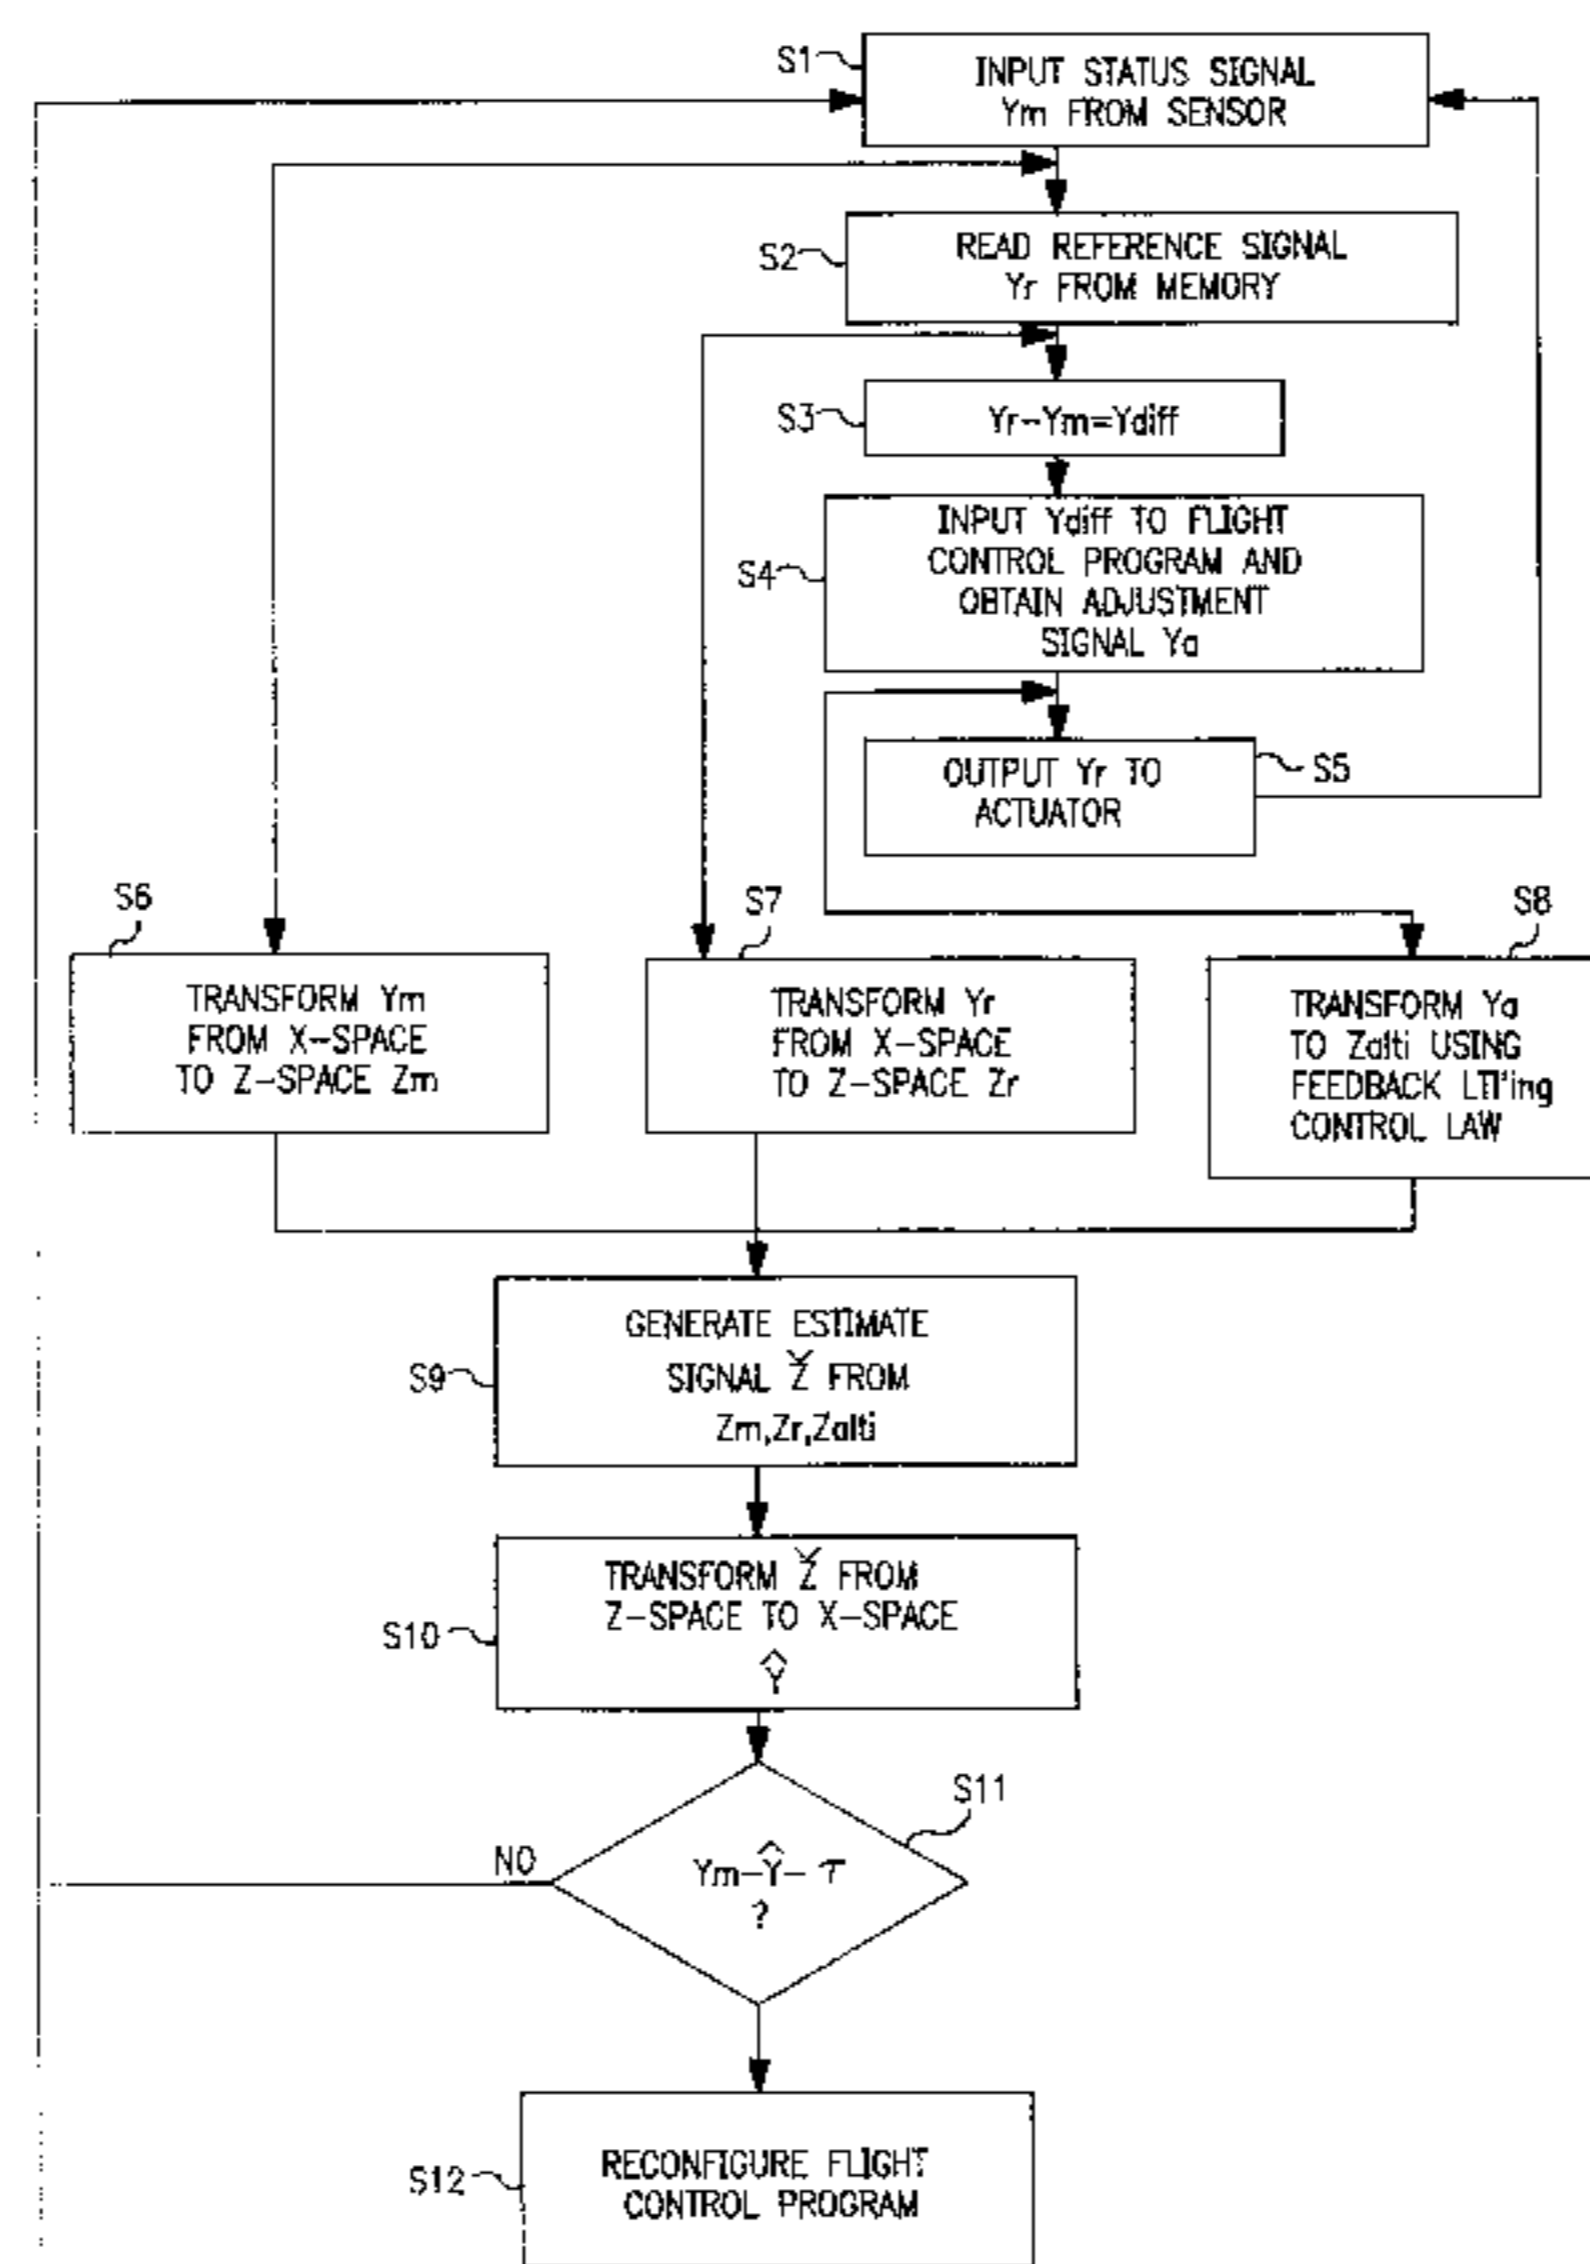 S1
INPUT STATUS SIGNAL
Ym FROM SENSOR
S2
READ REFERENCE SIGNAL
Yr FROM MEMORY
S3
Yr-Ym=Ydiff
S4
INPUT Ydiff TO FLIGHT
CONTROL PROGRAM AND
OBTAIN ADJUSTMENT
SIGNAL Ya
OUTPUT Yr TO
ACTUATOR
S5
S6
TRANSFORM Ym
FROM X-SPACE
TO Z-SPACE Zm
S7
TRANSFORM Yr
FROM X-SPACE
TO Z-SPACE Zr
S8
TRANSFORM Ya
TO Zalti USING
FEEDBACK LTI'ing
CONTROL LAW
S9
GENERATE ESTIMATE
SIGNAL Ž FROM
Zm,Zr,Zalti
S10
TRANSFORM Ž FROM
Z-SPACE TO X-SPACE
Ŷ
S11
NO
Ym-Ŷ- τ
?
S12
RECONFIGURE FLIGHT
CONTROL PROGRAM